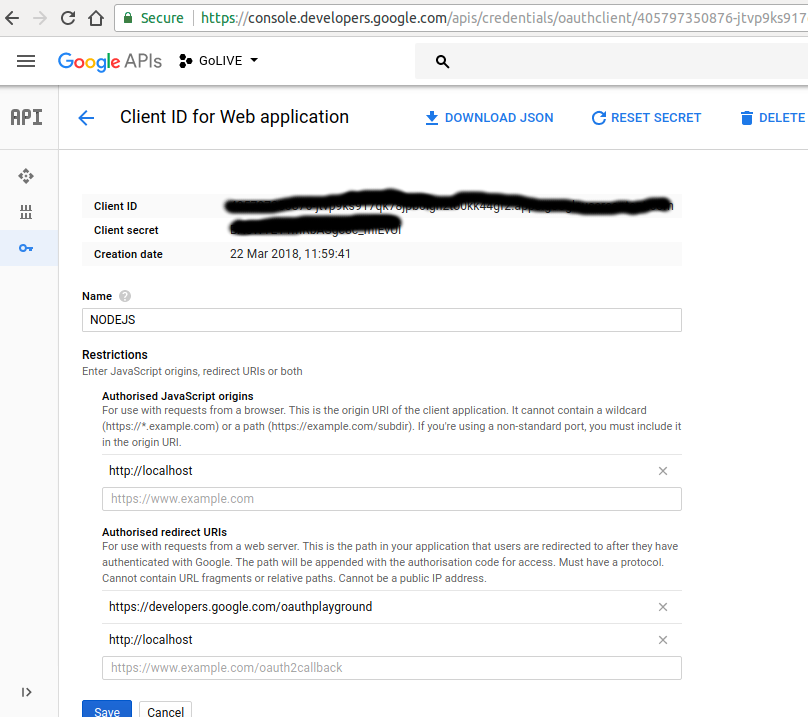 Secure https://console.developers.google.com/apis/credentials/oauthclient/
Google APIs GoLIVE
API Client ID for Web application DOWNLOAD JSON RESET SECRET DELETE
Client ID
Client secret
Creation date 22 Mar 2018, 11:59:41
Name ?
NODEJS
Restrictions
Enter JavaScript origins, redirect URIs or both
Authorised JavaScript origins
For use with requests from a browser. This is the origin URI of the client application. It cannot contain a wildcard
(https://*.example.com) or a path (https://example.com/subdir). If you're using a non-standard port, you must include it
in the origin URI.
http://localhost
https://www.example.com
Authorised redirect URIs
For use with requests from a web server. This is the path in your application that users are redirected to after they have
authenticated with Google. The path will be appended with the authorisation code for access. Must have a protocol.
Cannot contain URL fragments or relative paths. Cannot be a public IP address.
https://developers.google.com/oauthplayground
http://localhost
https://www.example.com/oauth2callback
Save Cancel